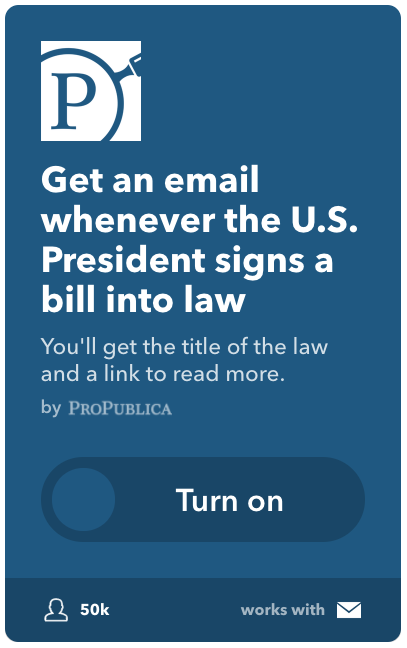 P
Get an email
whenever the U.S.
President signs a
bill into law
You'll get the title of the law
and a link to read more.
by PROPUBLICA
Turn on
50k works with